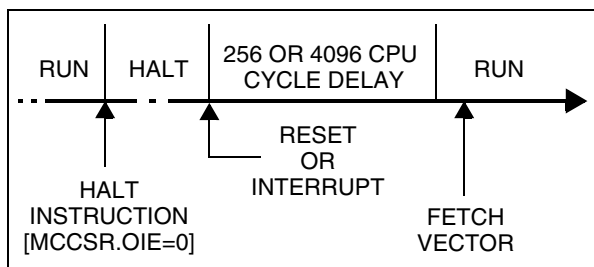 RUN
HALT
256 OR 4096 CPU
CYCLE DELAY
RUN
HALT
INSTRUCTION
[MCCSR.OIE=0]
RESET
OR
INTERRUPT
FETCH
VECTOR